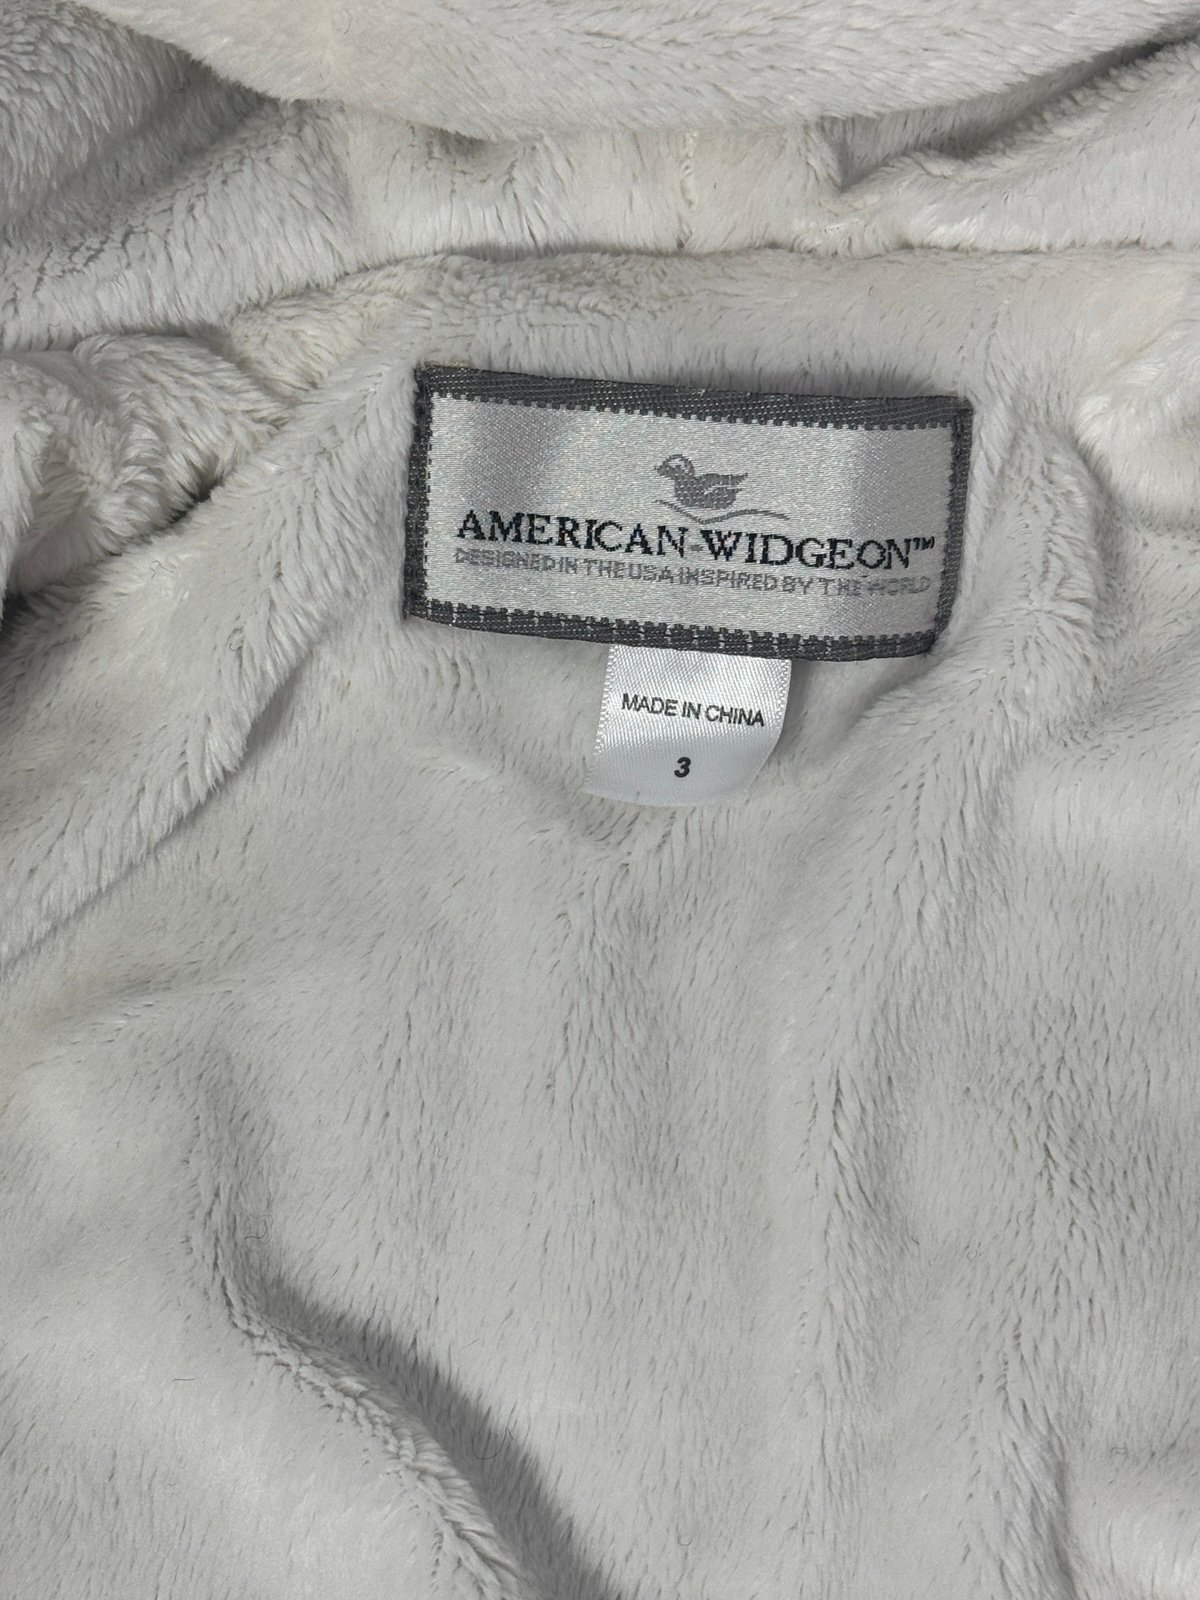 AMERICAN WIDGEON™
DESIGNED IN THE USA INSPIRED BY THE WORLD
MADE IN CHINA
3